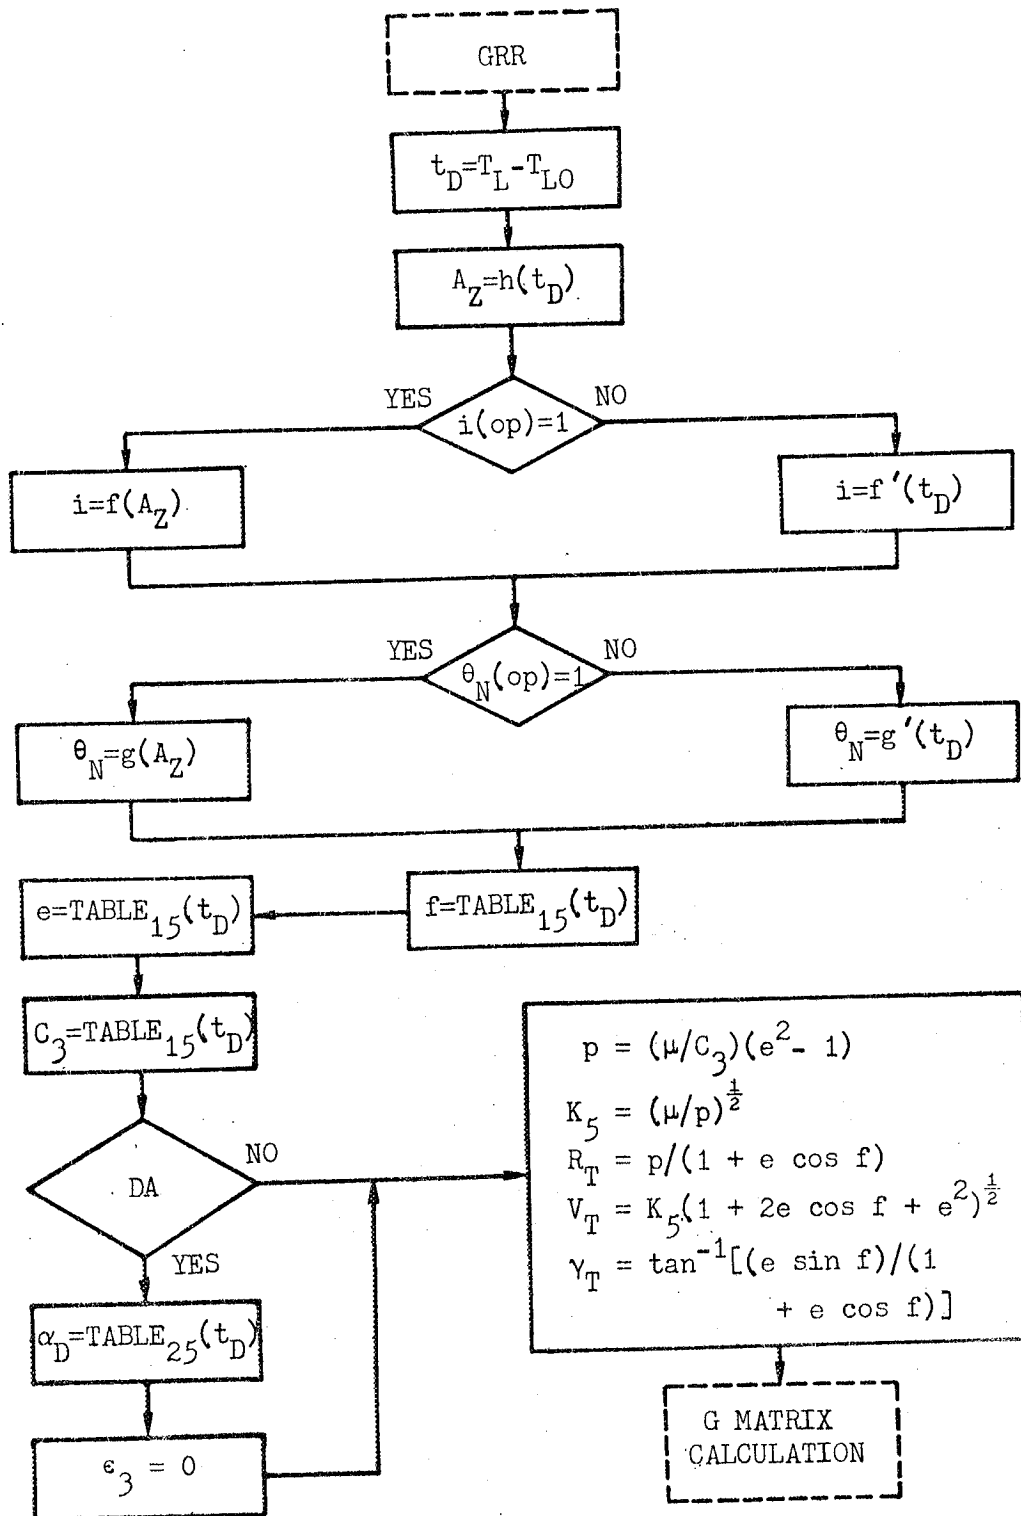 GRR
t_D=T_L-T_LO
A_Z=h(t_D)
YES
NO
i(op)=1
i=f(A_Z)
i=f'(t_D)
YES
NO
θ_N(op)=1
θ_N=g(A_Z)
θ_N=g'(t_D)
f=TABLE_15(t_D)
e=TABLE_15(t_D)
C_3=TABLE_15(t_D)
NO
DA
YES
α_D=TABLE_25(t_D)
ε_3 = 0
p = (μ/C_3)(e^2- 1)
K_5 = (μ/p)^½
R_T = p/(1 + e cos f)
V_T = K_5(1 + 2e cos f + e^2)^½
γ_T = tan^-1[(e sin f)/(1
+ e cos f)]
G MATRIX
CALCULATION